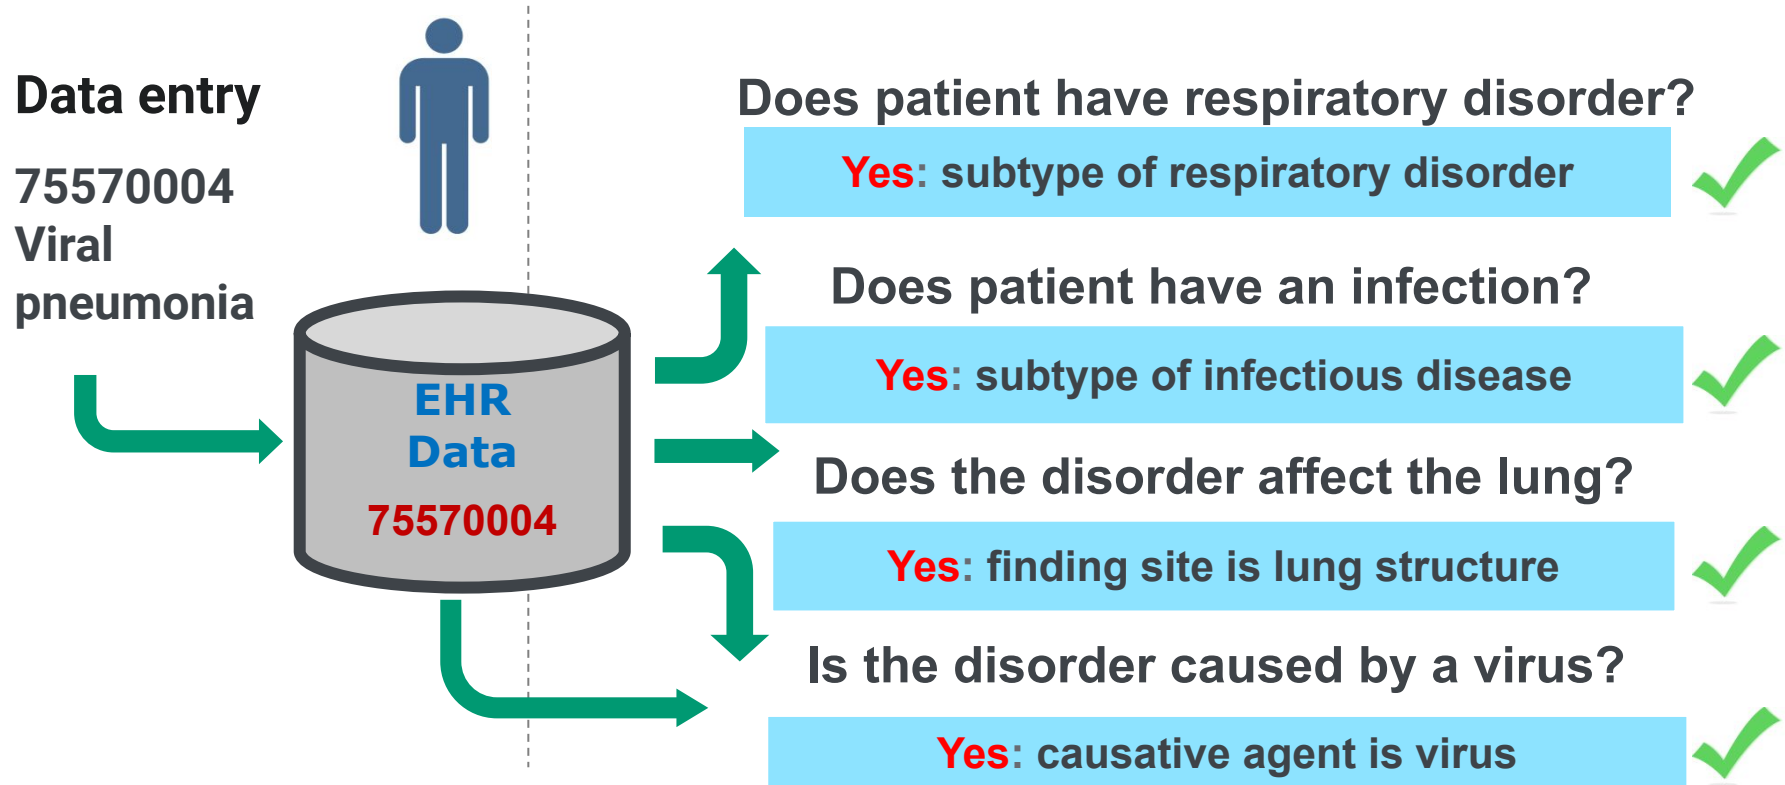 Data entry
75570004
Viral
pneumonia
EHR
Data
75570004
Does patient have respiratory disorder?
Yes: subtype of respiratory disorder
Does patient have an infection?
Yes: subtype of infectious disease
Does the disorder affect the lung?
Yes: finding site is lung structure
Is the disorder caused by a virus?
Yes: causative agent is virus